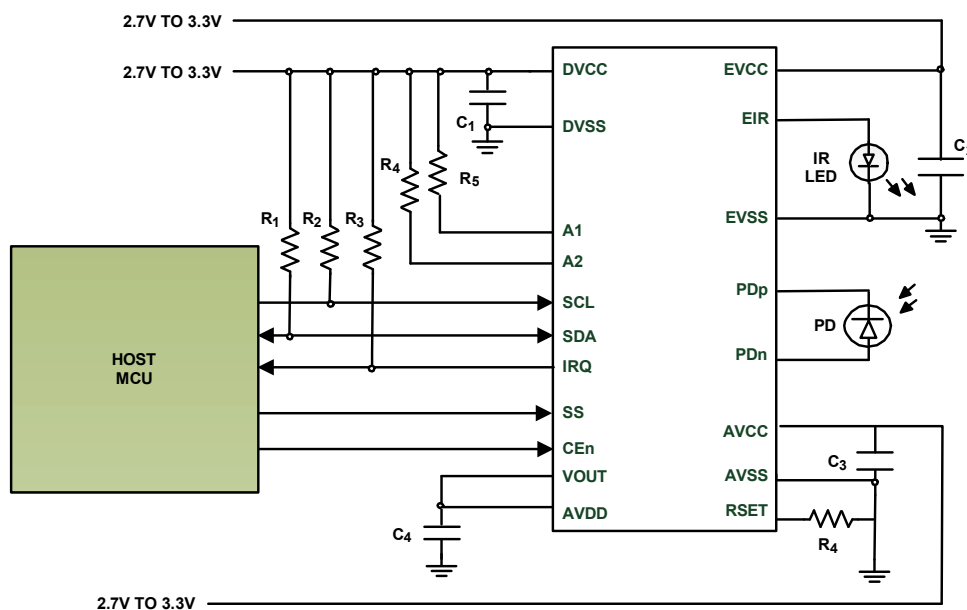 2.7V TO 3.3V
2.7V TO 3.3V
DVCC
EVCC
EIR
C1
DVSS
IR
LED
R4
R5
R1
R2
R3
EVSS
A1
A2
PDp
SCL
PD
SDA
PDn
HOST
MCU
IRQ
SS
AVCC
CEn
C3
VOUT
AVSS
RSET
AVDD
C4
R4
2.7V TO 3.3V